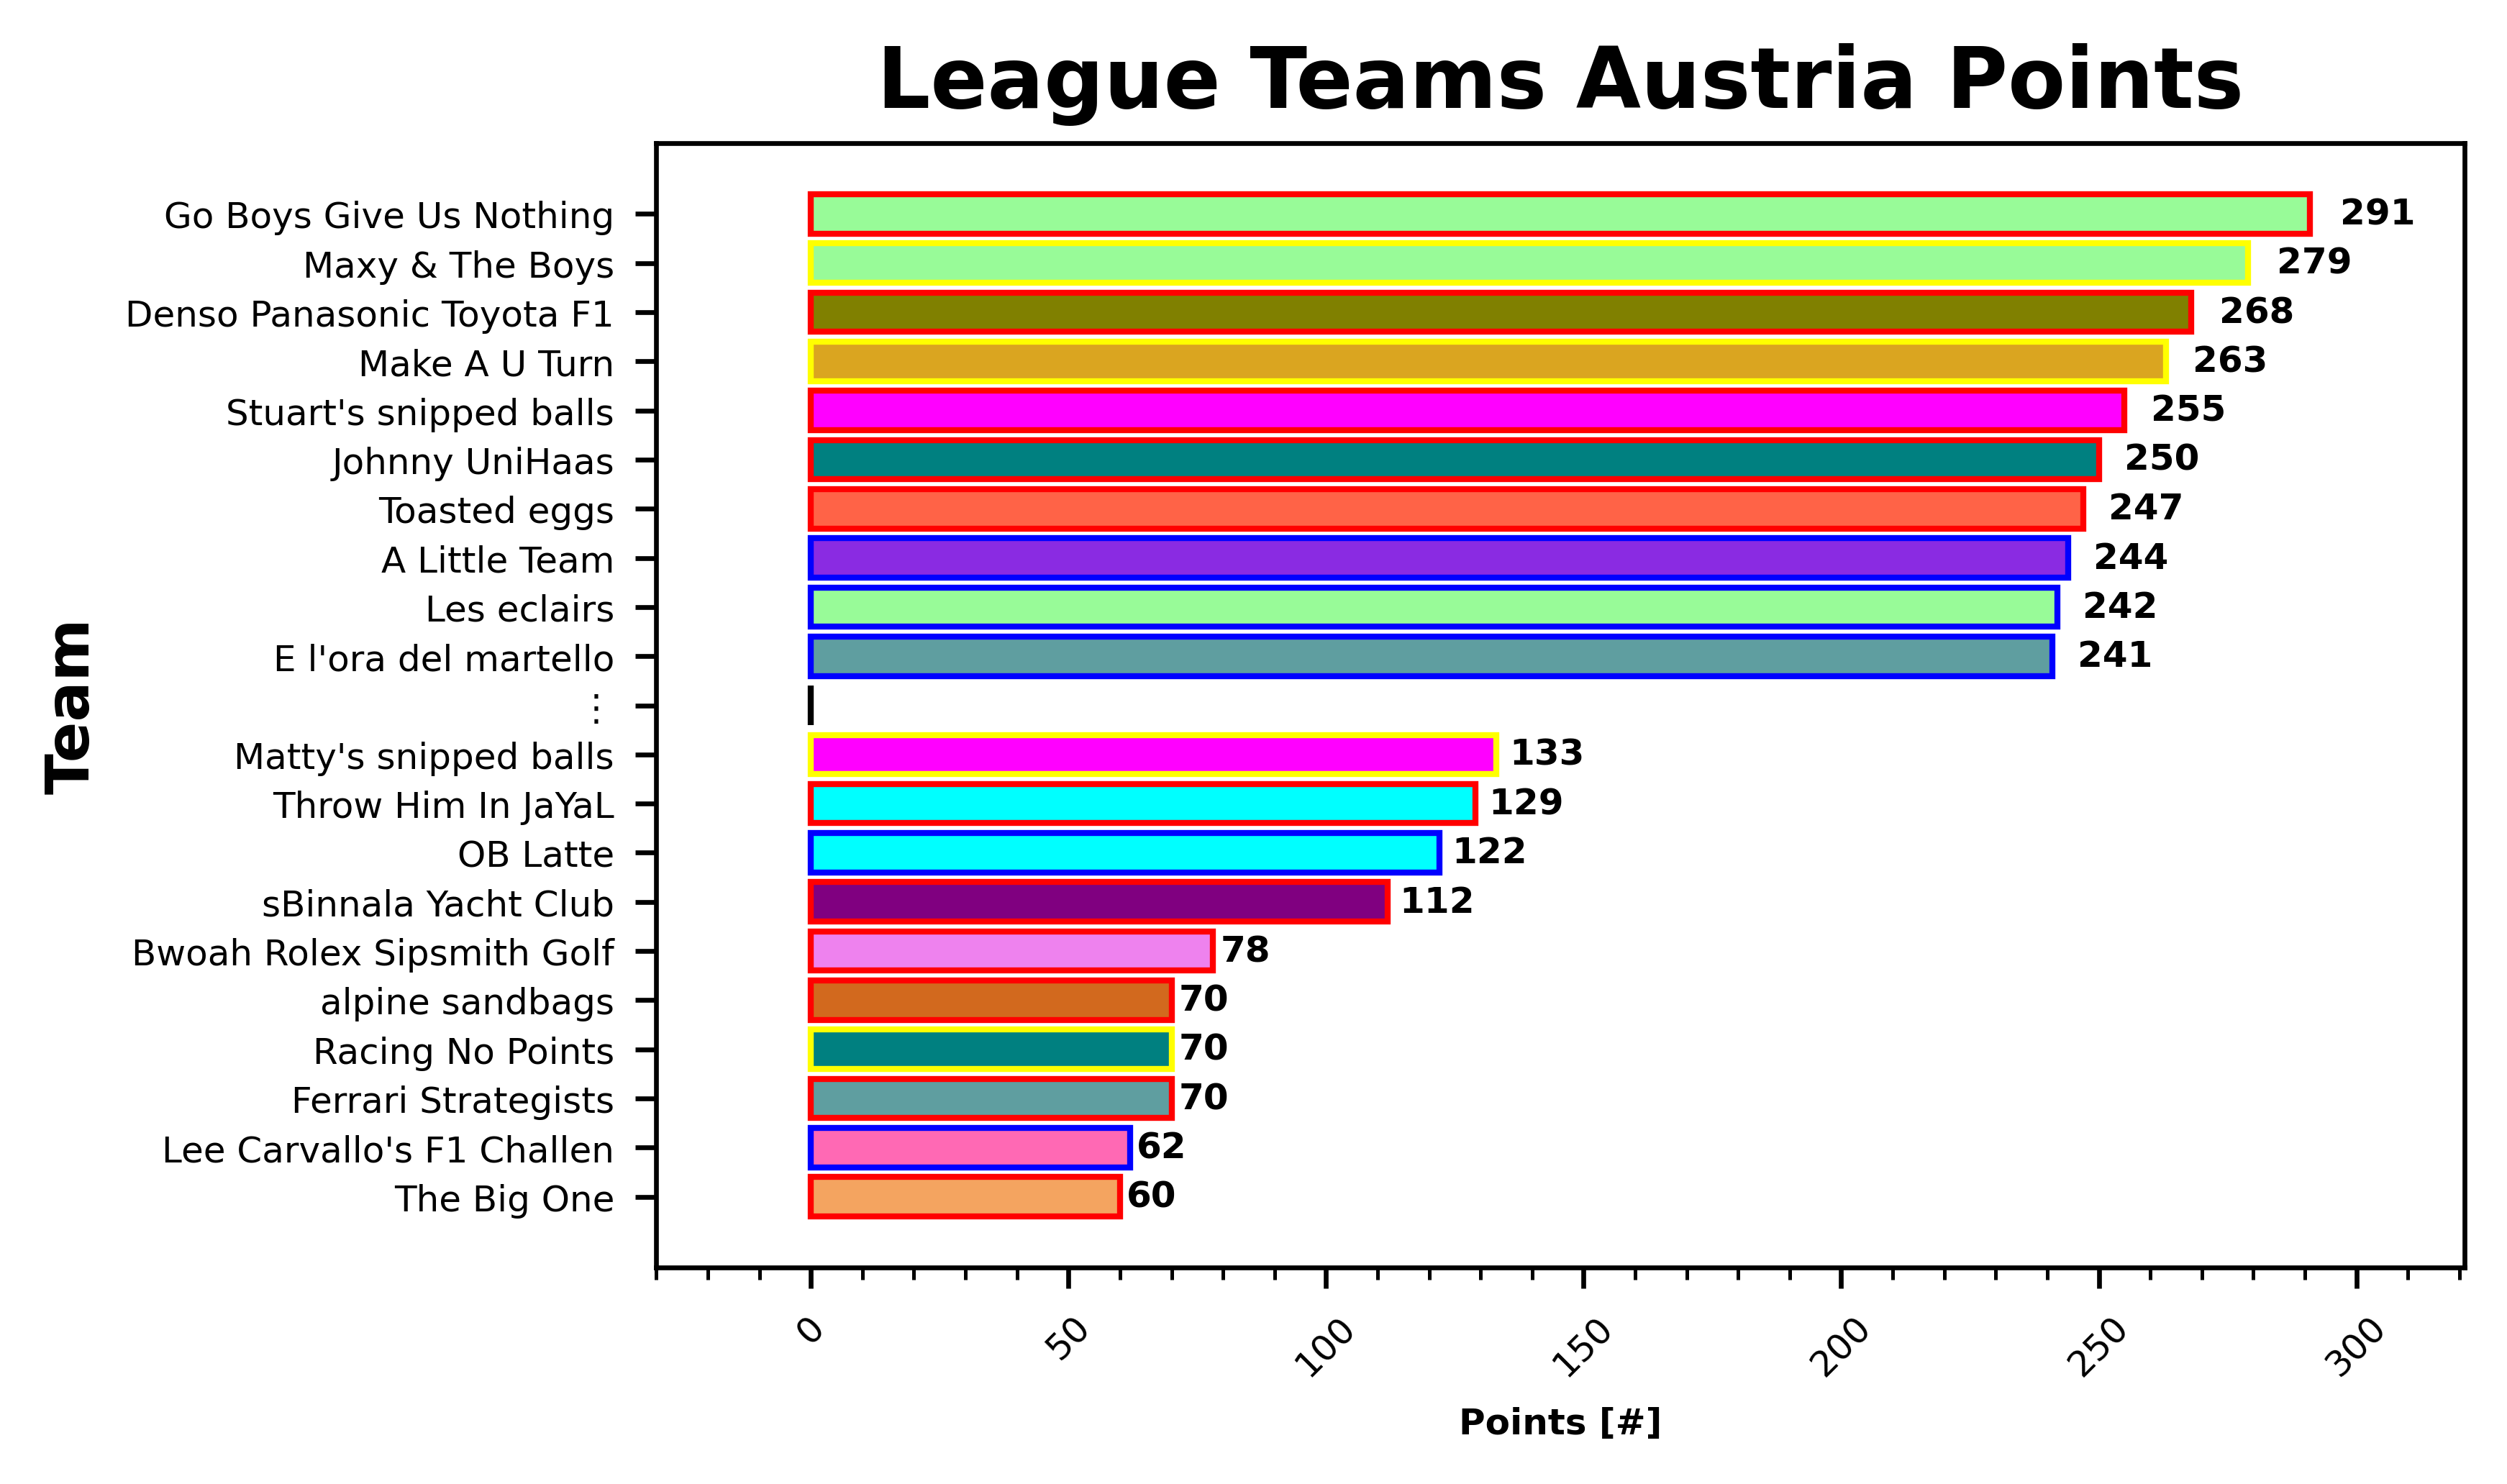 League Teams Austria Points
Go Boys Give Us Nothing 291
Maxy & The Boys 279
Denso Panasonic Toyota F1 268
Make A U Turn 263
Stuart's snipped balls 255
Johnny UniHaas 250
Toasted eggs 247
A Little Team 244
Les eclairs 242
E l'ora del martello 241
⋮
Matty's snipped balls 133
Throw Him In JaYaL 129
OB Latte 122
sBinnala Yacht Club 112
Bwoah Rolex Sipsmith Golf 78
alpine sandbags 70
Racing No Points 70
Ferrari Strategists 70
Lee Carvallo's F1 Challen 62
The Big One 60
Team
0 50 100 150 200 250 300
Points [#]